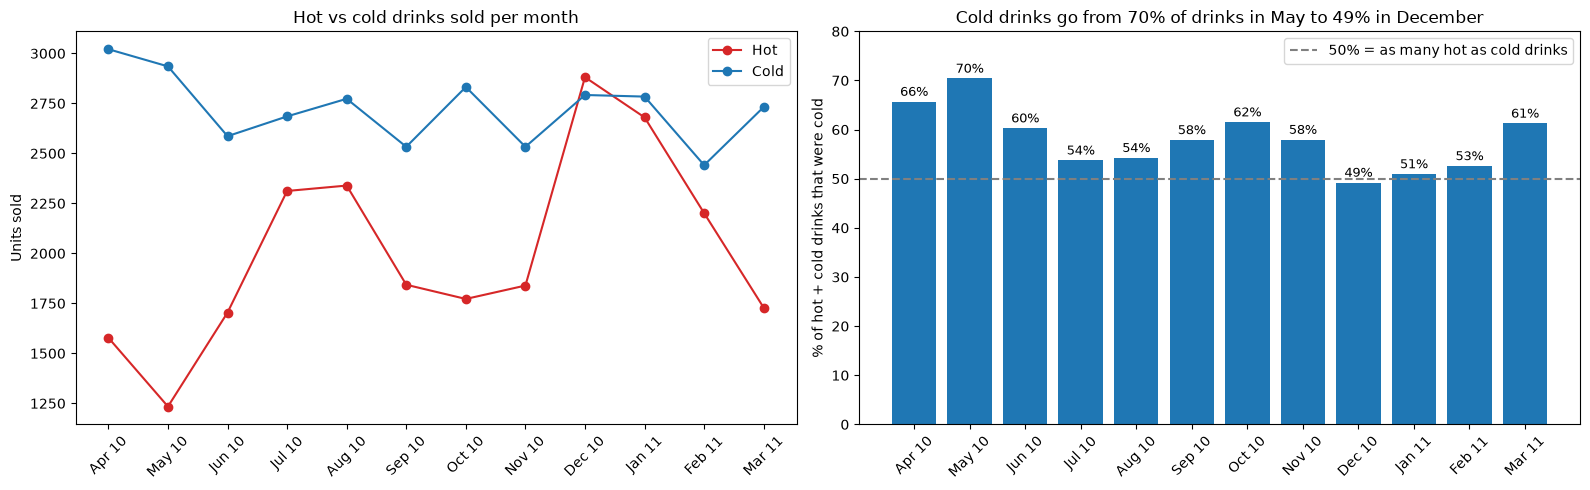 Hot vs cold drinks sold per month
Units sold
3000
2750
2500
2250
2000
1750
1500
1250
Hot
Cold
Apr 10
May 10
Jun 10
Jul 10
Aug 10
Sep 10
Oct 10
Nov 10
Dec 10
Jan 11
Feb 11
Mar 11
Cold drinks go from 70% of drinks in May to 49% in December
% of hot + cold drinks that were cold
80
70
60
50
40
30
20
10
0
50% = as many hot as cold drinks
66%
70%
60%
54%
54%
58%
62%
58%
49%
51%
53%
61%
Apr 10
May 10
Jun 10
Jul 10
Aug 10
Sep 10
Oct 10
Nov 10
Dec 10
Jan 11
Feb 11
Mar 11